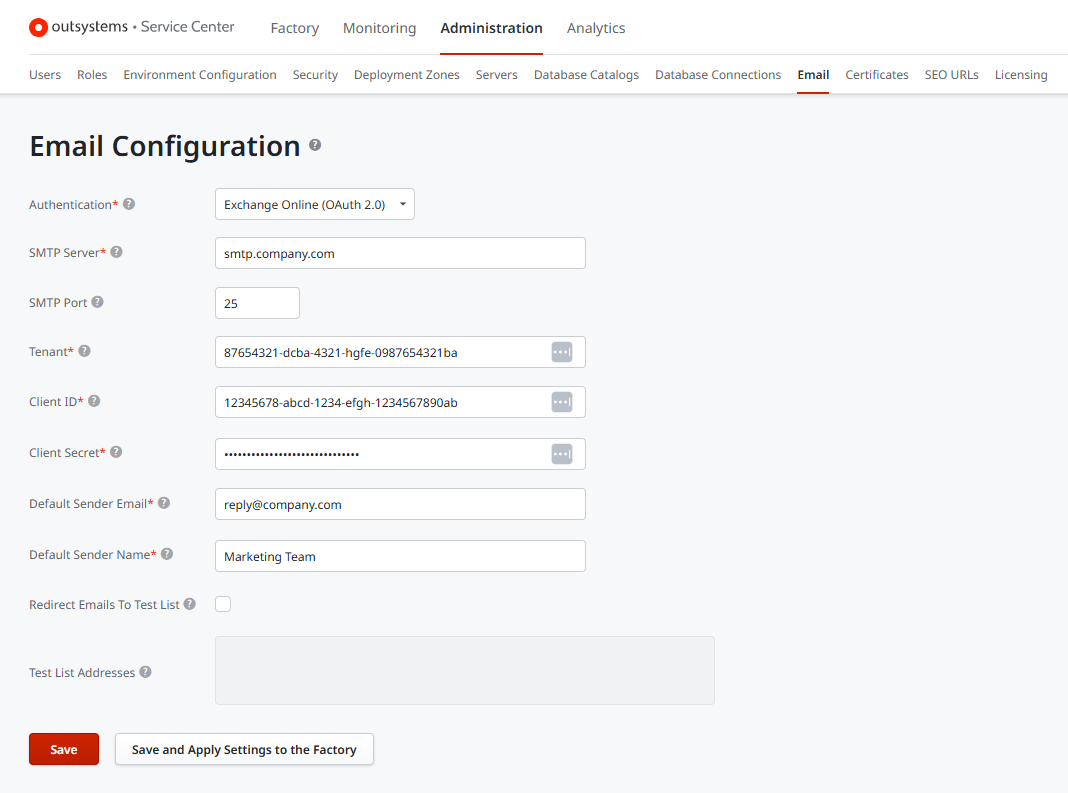 outsystems • Service Center Factory Monitoring Administration Analytics
Users Roles Environment Configuration Security Deployment Zones Servers Database Catalogs Database Connections Email Certificates SEO URLs Licensing
Email Configuration ?
Authentication* ? Exchange Online (OAuth 2.0)
SMTP Server* ? smtp.company.com
SMTP Port ? 25
Tenant* ? 87654321-dcba-4321-hgfe-0987654321ba
Client ID* ? 12345678-abcd-1234-efgh-1234567890ab
Client Secret* ? ••••••••••••••••••••••••••••••
Default Sender Email* ? reply@company.com
Default Sender Name* ? Marketing Team
Redirect Emails To Test List ?
Test List Addresses ?
Save Save and Apply Settings to the Factory